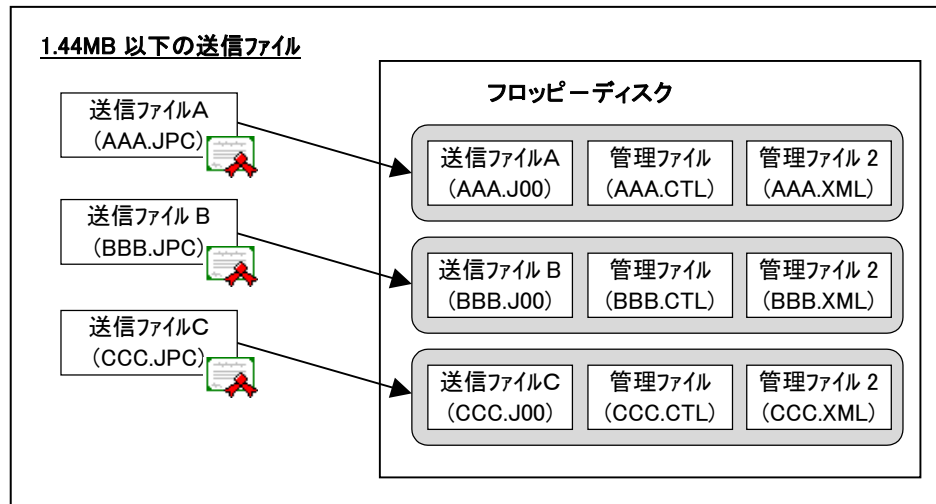 1.44MB 以下の送信ファイル
送信ファイルA
(AAA.JPC)
送信ファイル B
(BBB.JPC)
送信ファイルC
(CCC.JPC)
フロッピーディスク
送信ファイルA
(AAA.J00)
管理ファイル
(AAA.CTL)
管理ファイル 2
(AAA.XML)
送信ファイル B
(BBB.J00)
管理ファイル
(BBB.CTL)
管理ファイル 2
(BBB.XML)
送信ファイルC
(CCC.J00)
管理ファイル
(CCC.CTL)
管理ファイル 2
(CCC.XML)